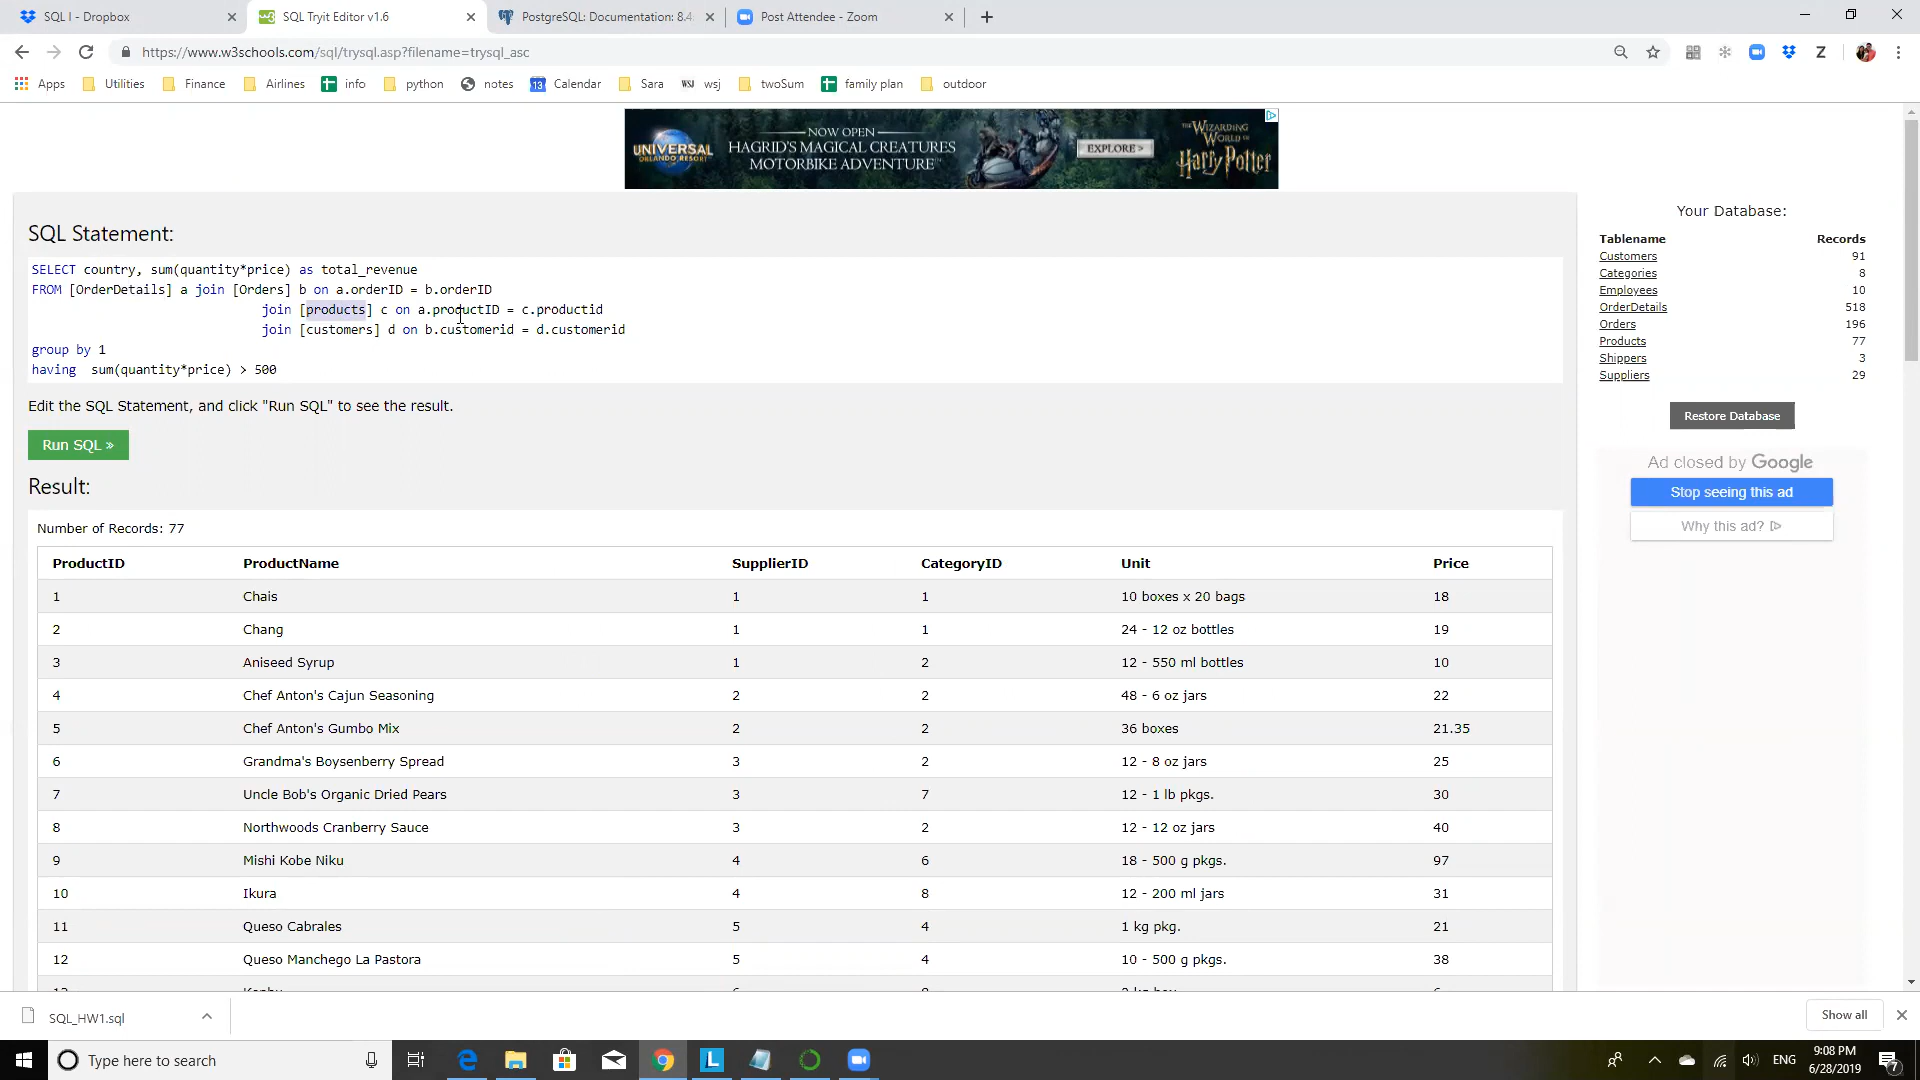 SQL I - Dropbox
SQL Tryit Editor v1.6
PostgreSQL: Documentation: 8.4:
Post Attendee - Zoom
https://www.w3schools.com/sql/trysql.asp?filename=trysql_asc
Apps Utilities Finance Airlines info python notes 13 Calendar Sara WSJ wsj twoSum family plan outdoor
UNIVERSAL ORLANDO RESORT
NOW OPEN
HAGRID'S MAGICAL CREATURES
MOTORBIKE ADVENTURE™
EXPLORE >
THE WIZARDING WORLD OF Harry Potter
SQL Statement:
SELECT country, sum(quantity*price) as total_revenue
FROM [OrderDetails] a join [Orders] b on a.orderID = b.orderID
join [products] c on a.productID = c.productid
join [customers] d on b.customerid = d.customerid
group by 1
having sum(quantity*price) > 500
Edit the SQL Statement, and click "Run SQL" to see the result.
Run SQL »
Result:
Number of Records: 77
ProductID ProductName SupplierID CategoryID Unit Price
1 Chais 1 1 10 boxes x 20 bags 18
2 Chang 1 1 24 - 12 oz bottles 19
3 Aniseed Syrup 1 2 12 - 550 ml bottles 10
4 Chef Anton's Cajun Seasoning 2 2 48 - 6 oz jars 22
5 Chef Anton's Gumbo Mix 2 2 36 boxes 21.35
6 Grandma's Boysenberry Spread 3 2 12 - 8 oz jars 25
7 Uncle Bob's Organic Dried Pears 3 7 12 - 1 lb pkgs. 30
8 Northwoods Cranberry Sauce 3 2 12 - 12 oz jars 40
9 Mishi Kobe Niku 4 6 18 - 500 g pkgs. 97
10 Ikura 4 8 12 - 200 ml jars 31
11 Queso Cabrales 5 4 1 kg pkg. 21
12 Queso Manchego La Pastora 5 4 10 - 500 g pkgs. 38
Your Database:
Tablename Records
Customers 91
Categories 8
Employees 10
OrderDetails 518
Orders 196
Products 77
Shippers 3
Suppliers 29
Restore Database
Ad closed by Google
Stop seeing this ad
Why this ad?
SQL_HW1.sql
Show all
Type here to search
ENG
9:08 PM
6/28/2019
7